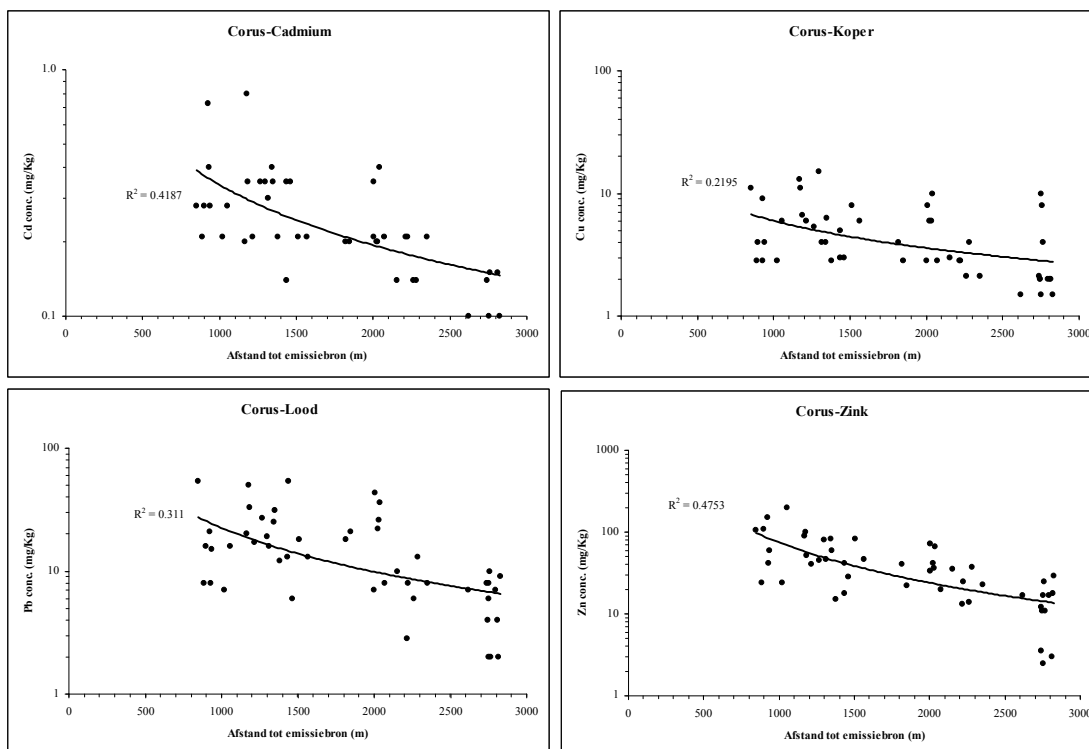 Corus-Cadmium
1.0
0.1
Cd conc. (mg/Kg)
R² = 0.4187
0 500 1000 1500 2000 2500 3000
Afstand tot emissiebron (m)
Corus-Koper
100
10
1
Cu conc. (mg/Kg)
R² = 0.2195
0 500 1000 1500 2000 2500 3000
Afstand tot emissiebron (m)
Corus-Lood
100
10
1
Pb conc. (mg/Kg)
R² = 0.311
0 500 1000 1500 2000 2500 3000
Afstand tot emissiebron (m)
Corus-Zink
1000
100
10
1
Zn conc. (mg/Kg)
R² = 0.4753
0 500 1000 1500 2000 2500 3000
Afstand tot emissiebron (m)